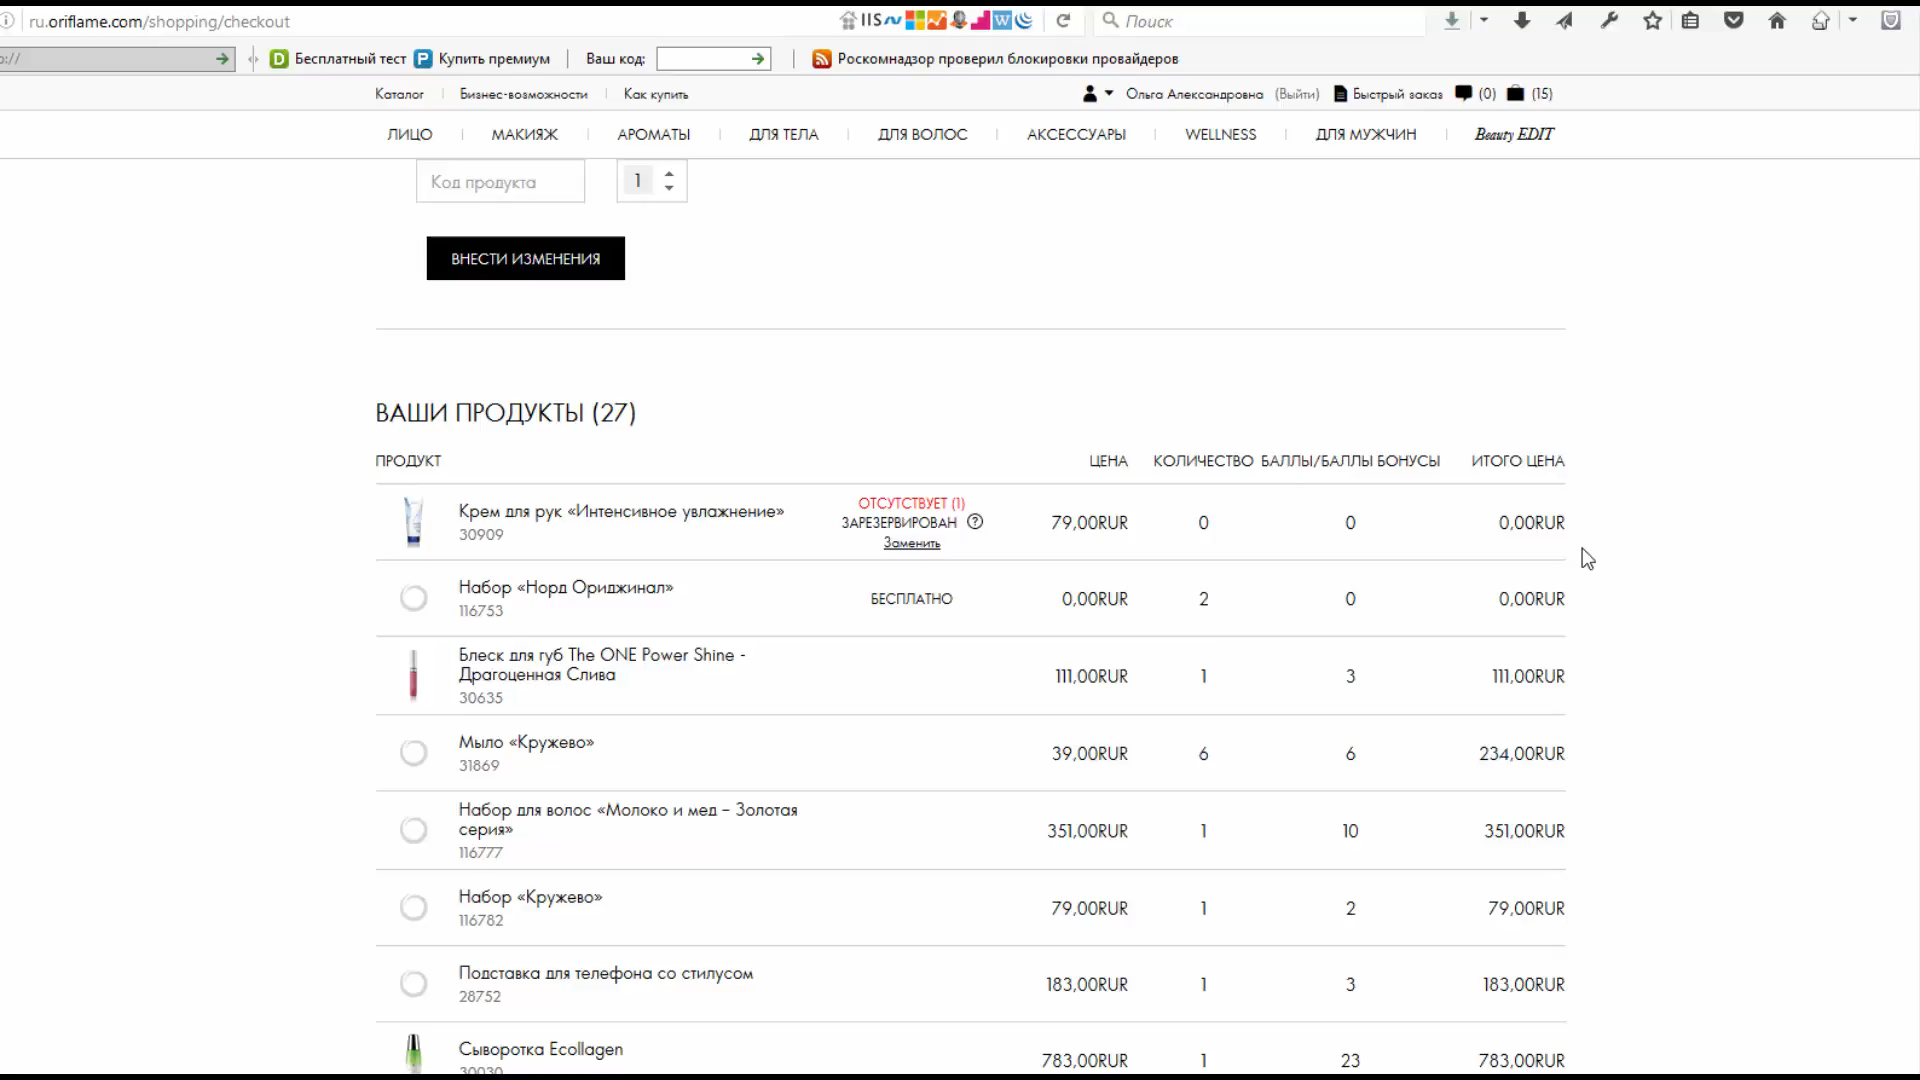 ru.oriflame.com/shopping/checkout
IIS
Поиск
://
Бесплатный тест
Купить премиум
Ваш код:
Роскомнадзор проверил блокировки провайдеров
Каталог
Бизнес-возможности
Как купить
Ольга Александровна (Выйти)
Быстрый заказ
(0)
(15)
ЛИЦО
МАКИЯЖ
АРОМАТЫ
ДЛЯ ТЕЛА
ДЛЯ ВОЛОС
АКСЕССУАРЫ
WELLNESS
ДЛЯ МУЖЧИН
Beauty EDIT
Код продукта
1
ВНЕСТИ ИЗМЕНЕНИЯ
ВАШИ ПРОДУКТЫ (27)
ПРОДУКТ ЦЕНА КОЛИЧЕСТВО БАЛЛЫ/БАЛЛЫ БОНУСЫ ИТОГО ЦЕНА
Крем для рук «Интенсивное увлажнение»
30909
ОТСУТСТВУЕТ (1)
ЗАРЕЗЕРВИРОВАН ?
Заменить
79,00RUR 0 0 0,00RUR
Набор «Норд Ориджинал»
116753
БЕСПЛАТНО
0,00RUR 2 0 0,00RUR
Блеск для губ The ONE Power Shine -
Драгоценная Слива
30635
111,00RUR 1 3 111,00RUR
Мыло «Кружево»
31869
39,00RUR 6 6 234,00RUR
Набор для волос «Молоко и мед – Золотая
серия»
116777
351,00RUR 1 10 351,00RUR
Набор «Кружево»
116782
79,00RUR 1 2 79,00RUR
Подставка для телефона со стилусом
28752
183,00RUR 1 3 183,00RUR
Сыворотка Ecollagen
30030
783,00RUR 1 23 783,00RUR